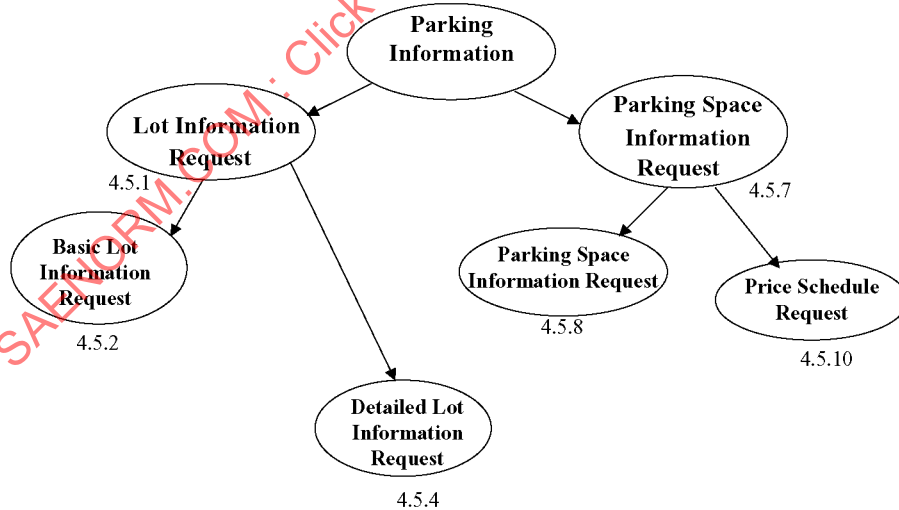 Parking
Information
Lot Information
Request
4.5.1
Parking Space
Information
Request
4.5.7
Basic Lot
Information
Request
4.5.2
Parking Space
Information Request
4.5.8
Price Schedule
Request
4.5.10
Detailed Lot
Information
Request
4.5.4
SAENORM.COM : Click